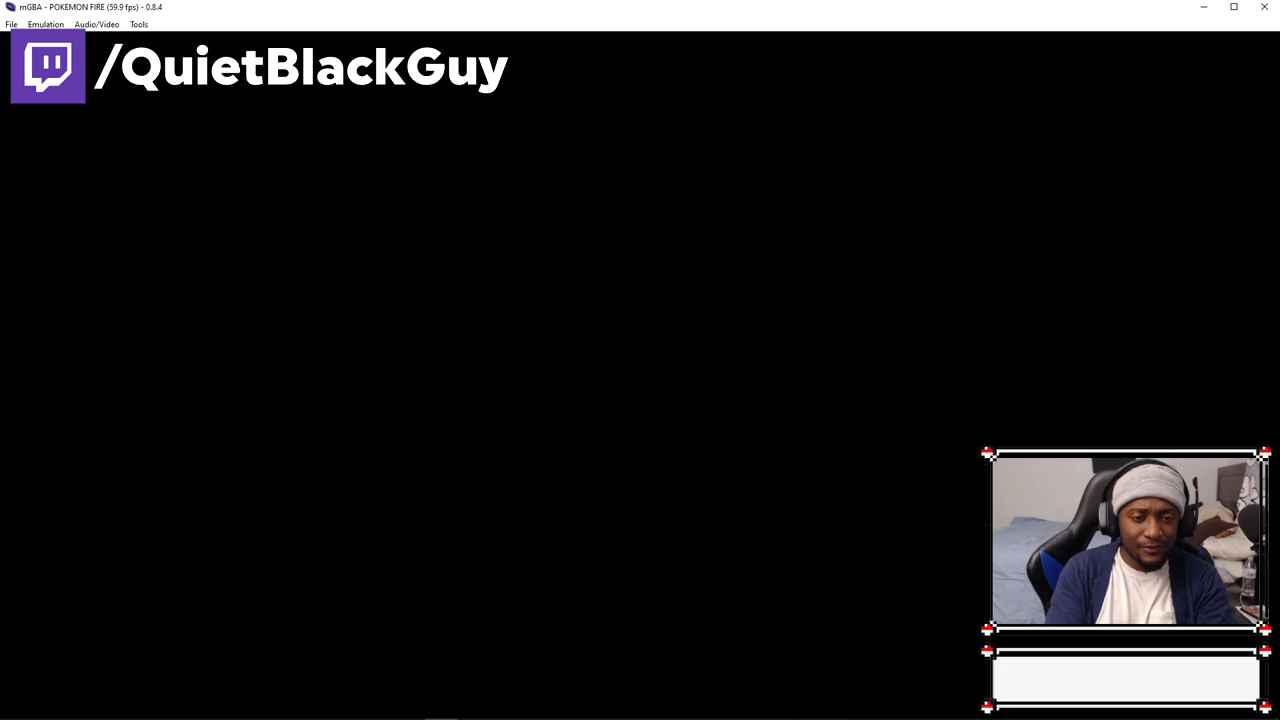 mGBA - POKEMON FIRE (59.9 fps) - 0.8.4
File Emulation Audio/Video Tools
/QuietBlackGuy